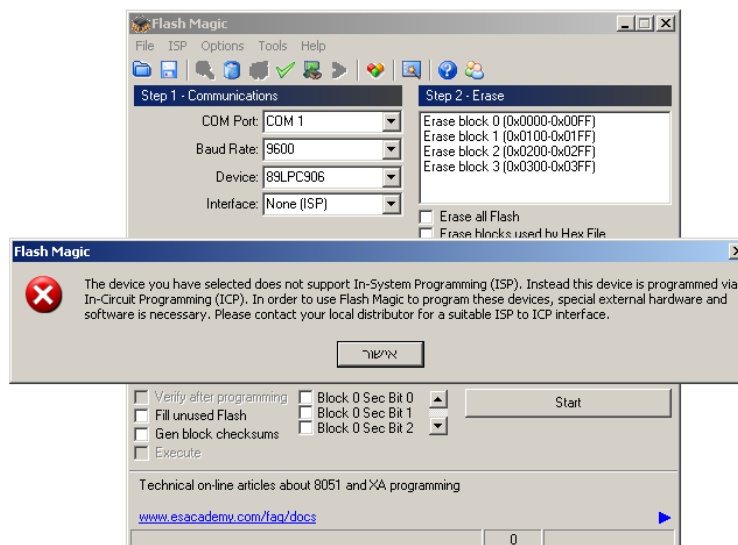 Flash Magic
File ISP Options Tools Help
Step 1 - Communications
Step 2 - Erase
COM Port: COM 1
Baud Rate: 9600
Device: 89LPC906
Interface: None (ISP)
Erase block 0 (0x0000-0x00FF)
Erase block 1 (0x0100-0x01FF)
Erase block 2 (0x0200-0x02FF)
Erase block 3 (0x0300-0x03FF)
Erase all Flash
Erase blocks used by Hex File
Flash Magic
The device you have selected does not support In-System Programming (ISP). Instead this device is programmed via
In-Circuit Programming (ICP). In order to use Flash Magic to program these devices, special external hardware and
software is necessary. Please contact your local distributor for a suitable ISP to ICP interface.
אישור
Verify after programming
Fill unused Flash
Gen block checksums
Execute
Block 0 Sec Bit 0
Block 0 Sec Bit 1
Block 0 Sec Bit 2
Start
Technical on-line articles about 8051 and XA programming
www.esacademy.com/faq/docs
0